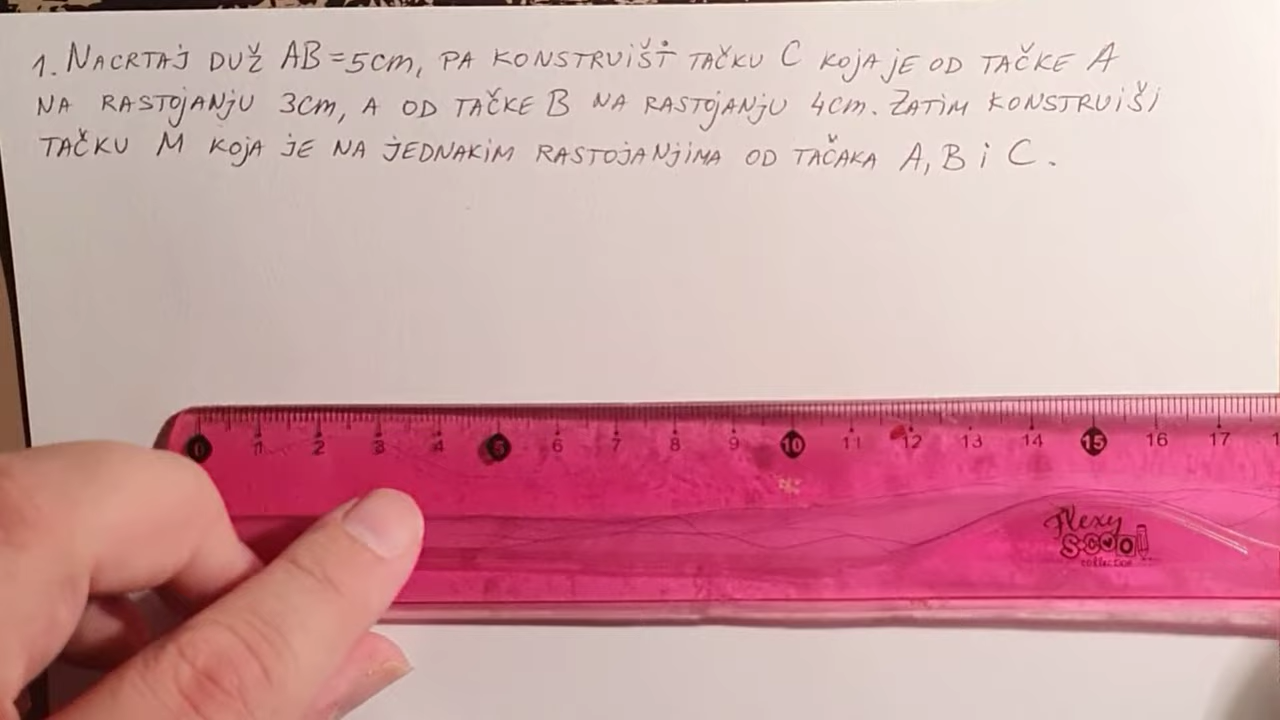 1. NACRTAJ DUŽ AB=5cm, PA KONSTRUIŠI TAČKU C KOJA JE OD TAČKE A
NA RASTOJANJU 3cm, A OD TAČKE B NA RASTOJANJU 4cm. ZATIM KONSTRUIŠI
TAČKU M KOJA JE NA JEDNAKIM RASTOJANJIMA OD TAČAKA A, B i C.
0 1 2 3 4 5 6 7 8 9 10 11 12 13 14 15 16 17
Flexy
SCOOl
collection